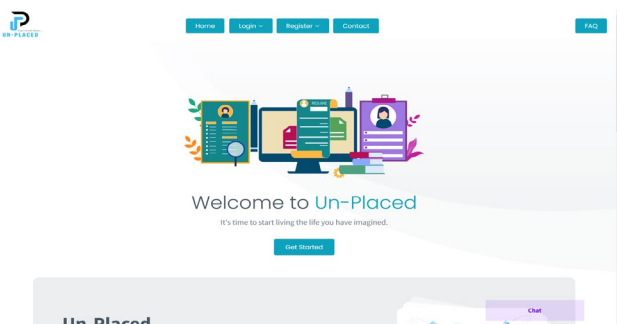 UN-PLACED
Home
Login
Register
Contact
FAQ
RESUME
Welcome to Un-Placed
It's time to start living the life you have imagined.
Get Started
Un-Placed
Chat